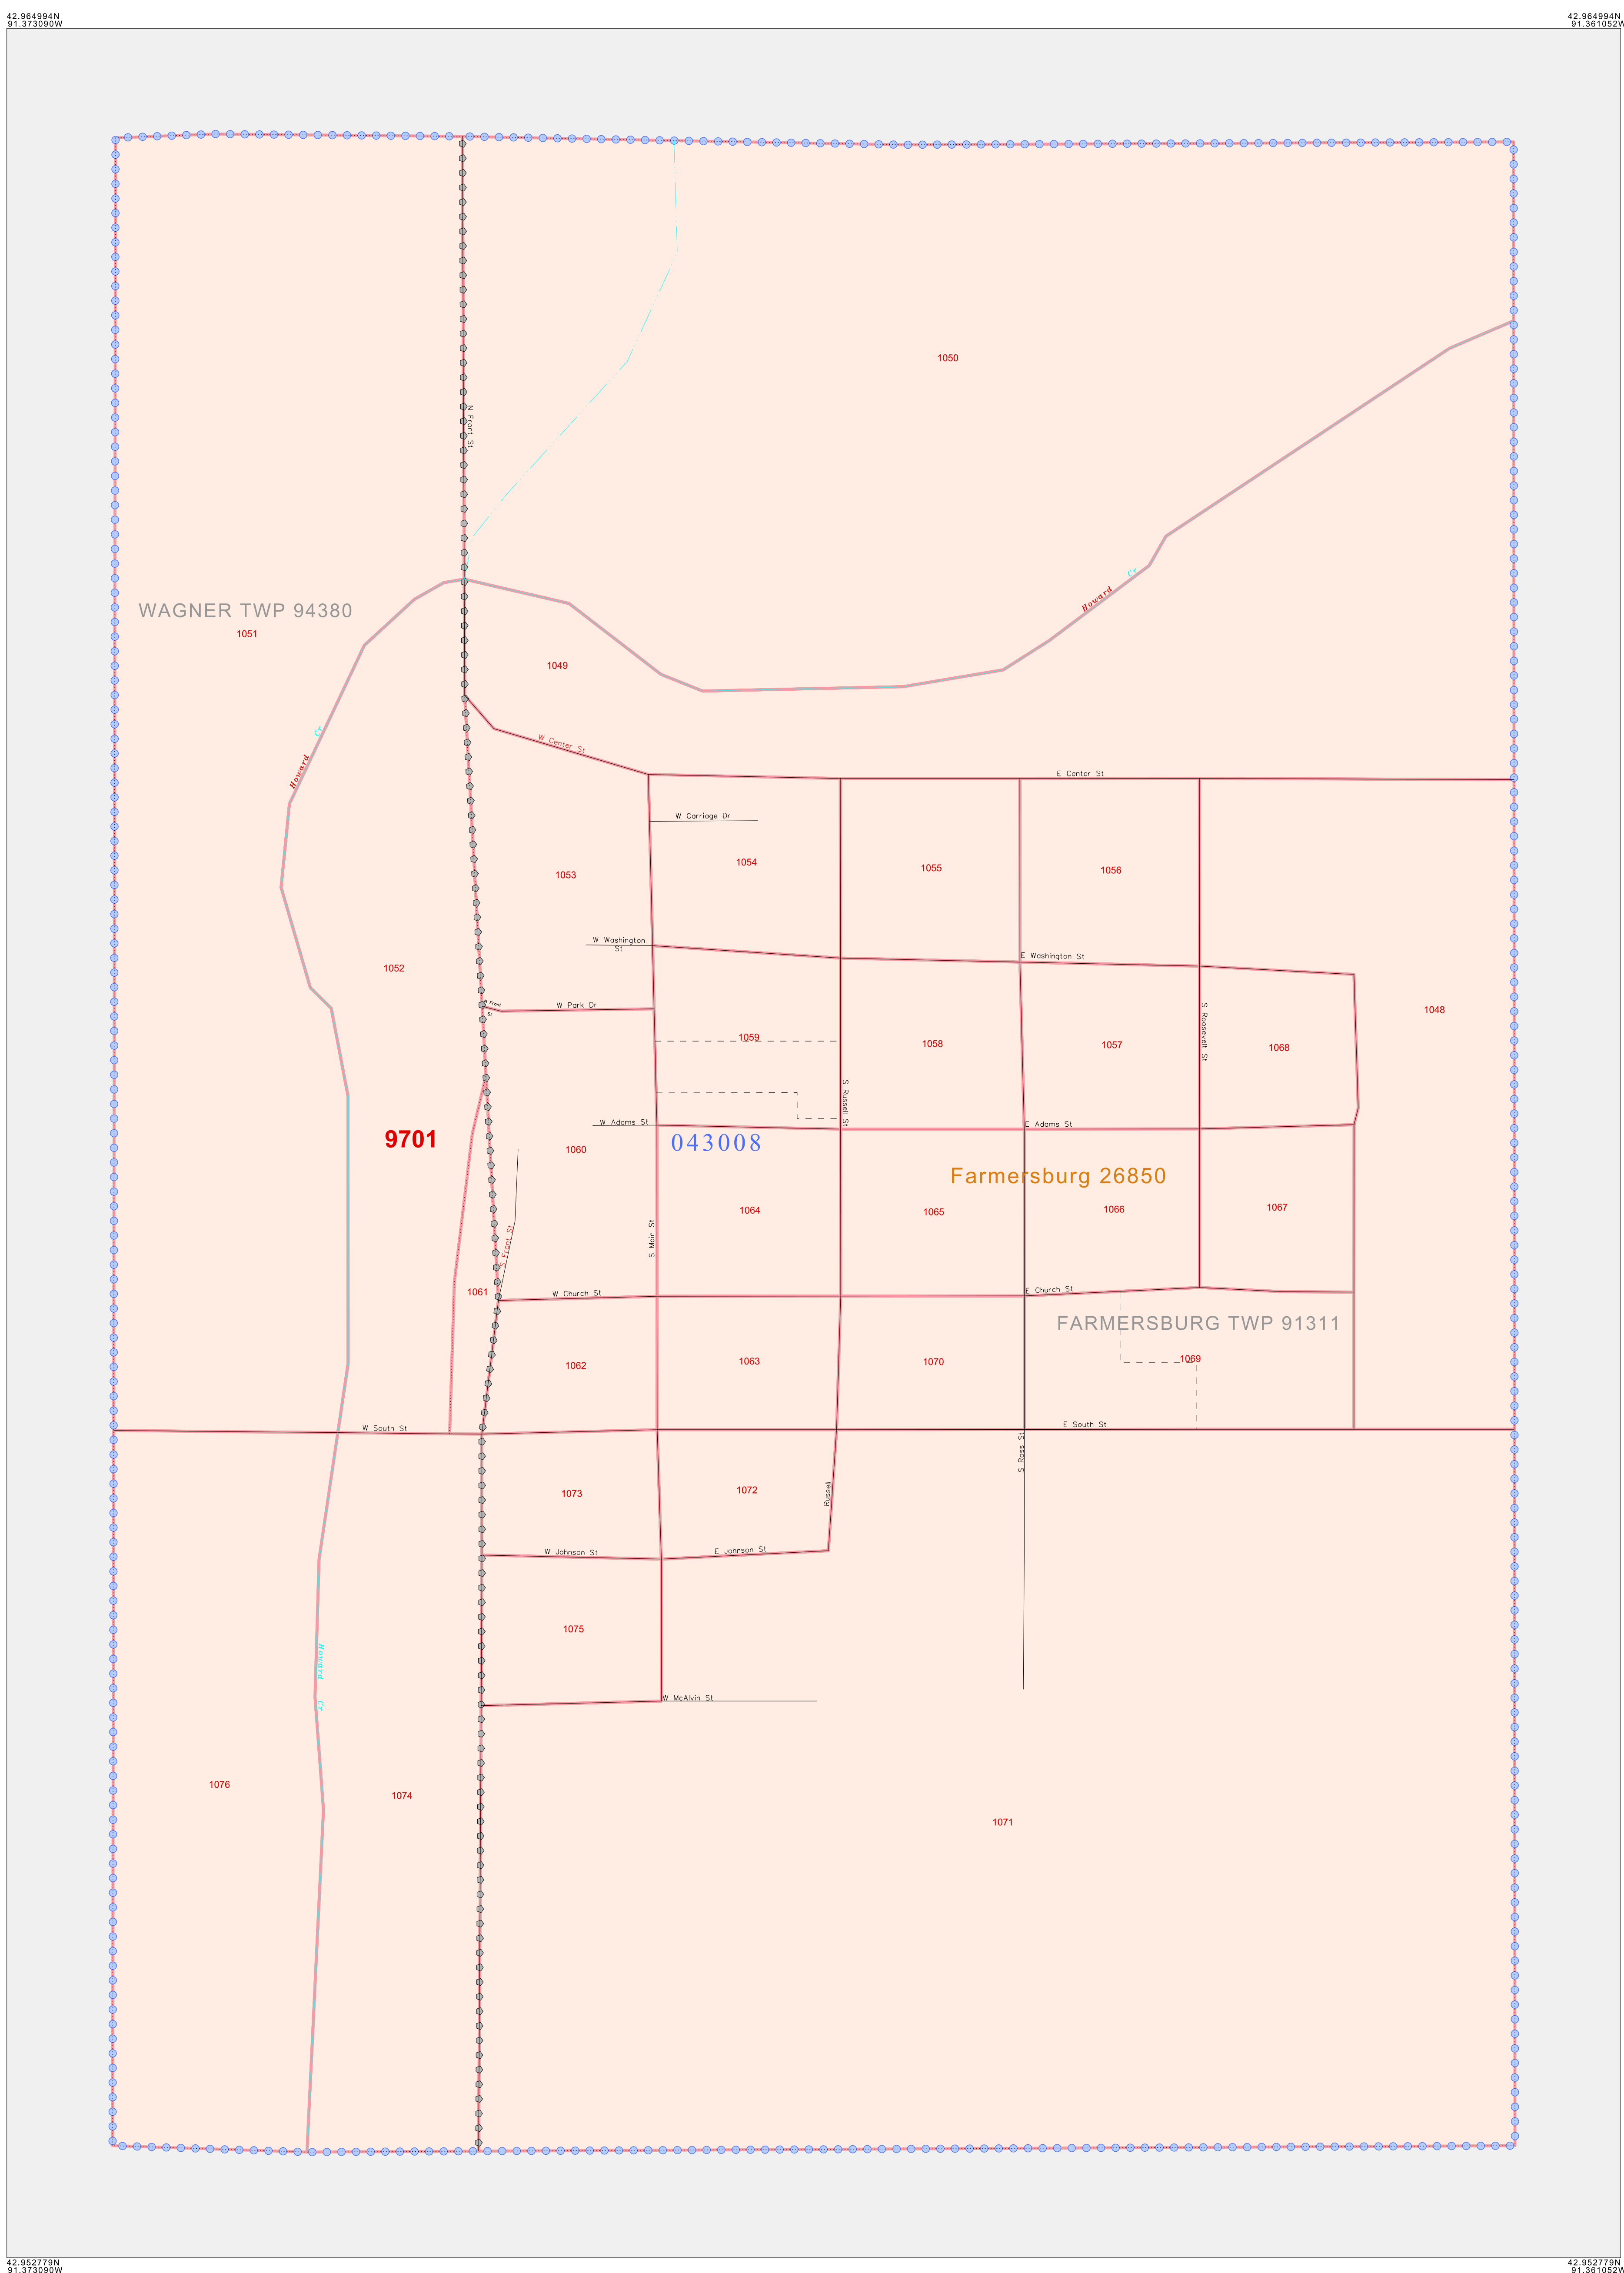 42.964994N
91.373090W
42.964994N
91.361052W
1050
N Front St
Howard Cr
WAGNER TWP 94380
1051
1049
Howard Cr
W Center St
E Center St
W Carriage Dr
1054
1055
1056
1053
W Washington
St
E Washington St
1052
N Front
St
W Park Dr
S Roosevelt St
1048
1059
1058
1057
1068
S Russell St
W Adams St
E Adams St
9701
043008
1060
Farmersburg 26850
1064
1065
1066
1067
S Main St
S Front St
1061
W Church St
E Church St
FARMERSBURG TWP 91311
1062
1063
1070
1069
W South St
E South St
S Ross St
1073
1072
Russell
W Johnson St
E Johnson St
1075
Howard Cr
W McAlvin St
1076
1074
1071
42.952779N
91.373090W
42.952779N
91.361052W